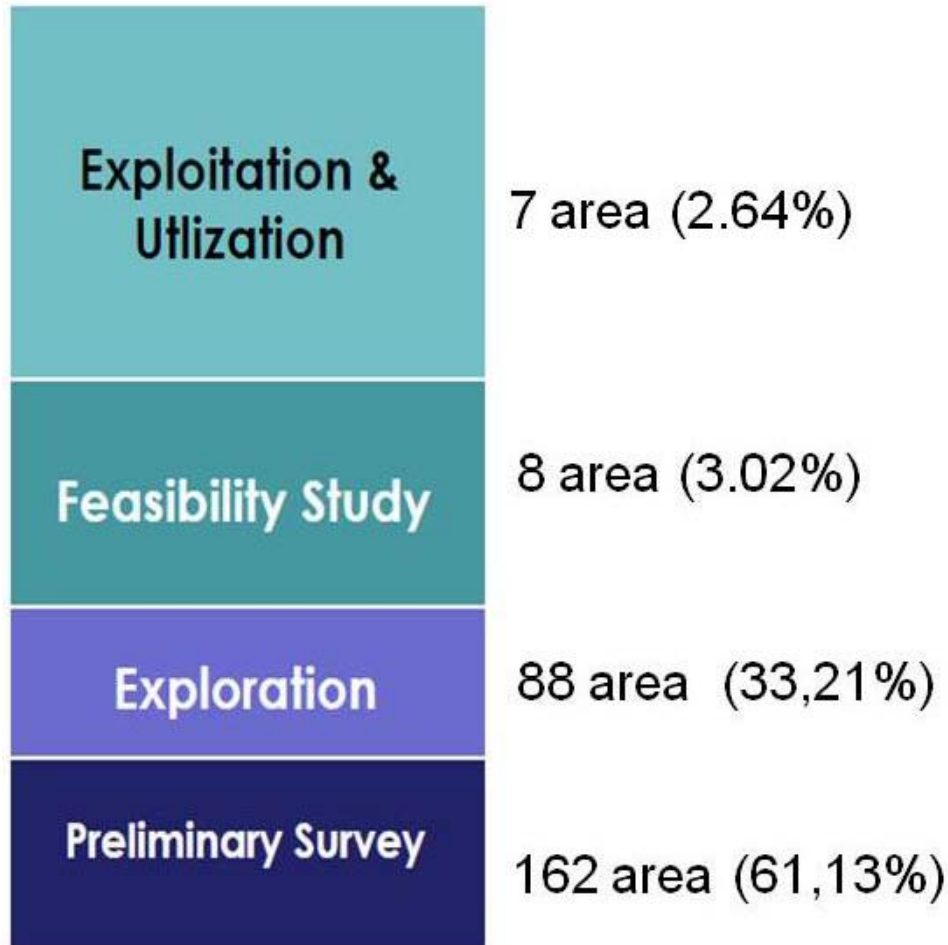 Exploitation &
Utlization
7 area (2.64%)
Feasibility Study
8 area (3.02%)
Exploration
88 area (33,21%)
Preliminary Survey
162 area (61,13%)